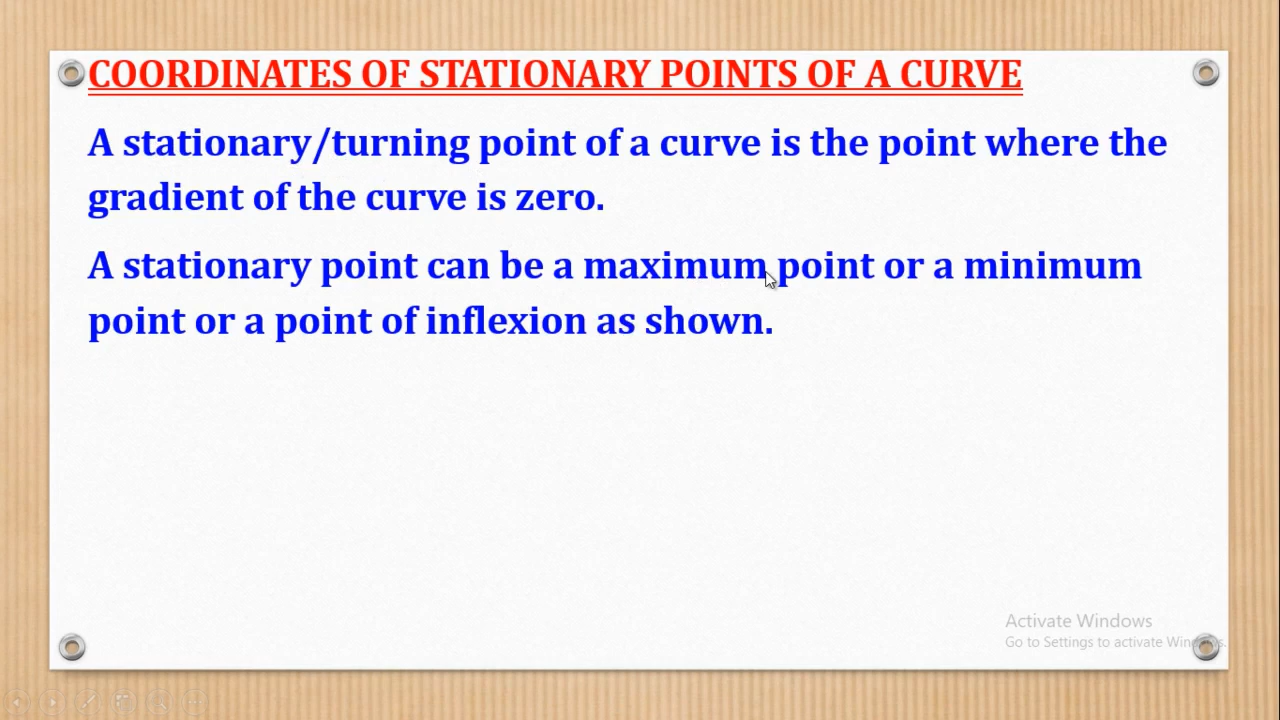 COORDINATES OF STATIONARY POINTS OF A CURVE
A stationary/turning point of a curve is the point where the
gradient of the curve is zero.
A stationary point can be a maximum point or a minimum
point or a point of inflexion as shown.
Activate Windows
Go to Settings to activate Windows.